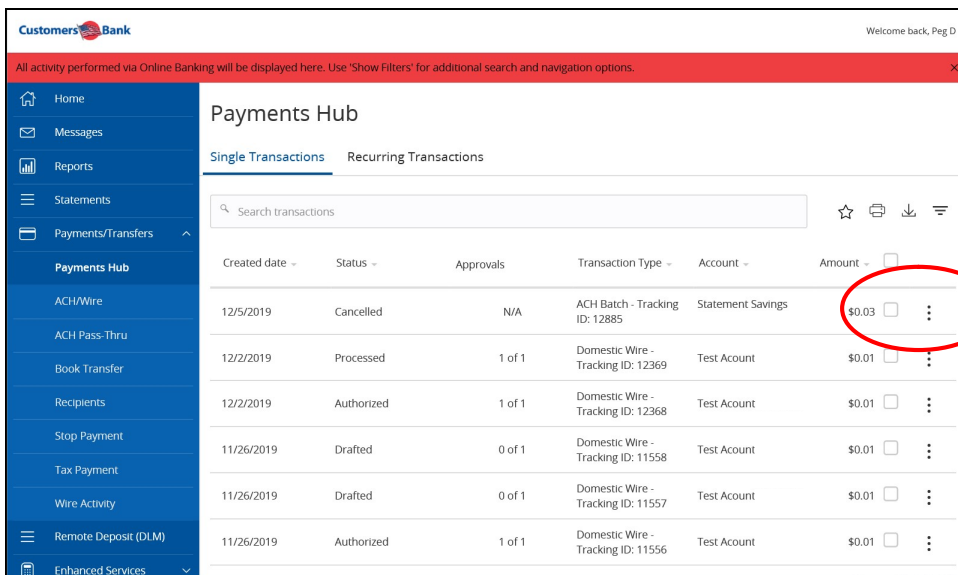 Customers Bank
Welcome back, Peg D
All activity performed via Online Banking will be displayed here. Use 'Show Filters' for additional search and navigation options.
Home
Messages
Reports
Statements
Payments/Transfers
Payments Hub
ACH/Wire
ACH Pass-Thru
Book Transfer
Recipients
Stop Payment
Tax Payment
Wire Activity
Remote Deposit (DLM)
Enhanced Services
Payments Hub
Single Transactions Recurring Transactions
Search transactions
Created date Status Approvals Transaction Type Account Amount
12/5/2019 Cancelled N/A ACH Batch - Tracking Statement Savings $0.03
ID: 12885
12/2/2019 Processed 1 of 1 Domestic Wire - Test Acount $0.01
Tracking ID: 12369
12/2/2019 Authorized 1 of 1 Domestic Wire - Test Acount $0.01
Tracking ID: 12368
11/26/2019 Drafted 0 of 1 Domestic Wire - Test Acount $0.01
Tracking ID: 11558
11/26/2019 Drafted 0 of 1 Domestic Wire - Test Acount $0.01
Tracking ID: 11557
11/26/2019 Authorized 1 of 1 Domestic Wire - Test Acount $0.01
Tracking ID: 11556